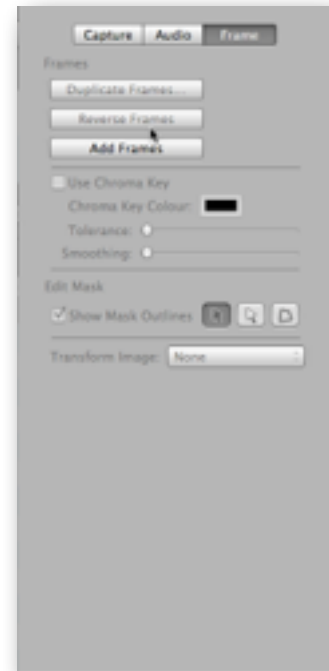 Capture Audio Frame
Frames
Duplicate Frames...
Reverse Frames
Add Frames
Use Chroma Key
Chroma Key Colour:
Tolerance:
Smoothing:
Edit Mask
Show Mask Outlines
Transform Image: None